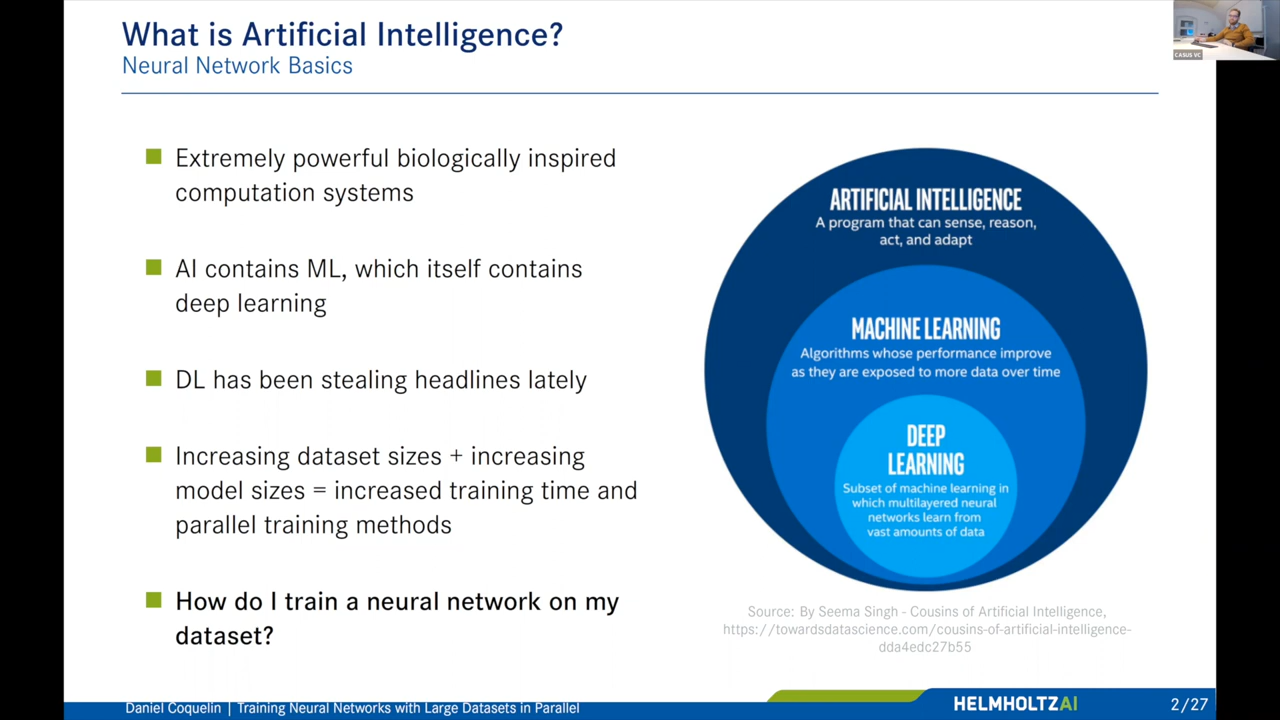 What is Artificial Intelligence?
Neural Network Basics
CASUS VC
Extremely powerful biologically inspired
computation systems
AI contains ML, which itself contains
deep learning
DL has been stealing headlines lately
Increasing dataset sizes + increasing
model sizes = increased training time and
parallel training methods
How do I train a neural network on my
dataset?
ARTIFICIAL INTELLIGENCE
A program that can sense, reason,
act, and adapt
MACHINE LEARNING
Algorithms whose performance improve
as they are exposed to more data over time
DEEP
LEARNING
Subset of machine learning in
which multilayered neural
networks learn from
vast amounts of data
Source: By Seema Singh - Cousins of Artificial Intelligence,
https://towardsdatascience.com/cousins-of-artificial-intelligence-
dda4edc27b55
Daniel Coquelin | Training Neural Networks with Large Datasets in Parallel
HELMHOLTZAI
2/27